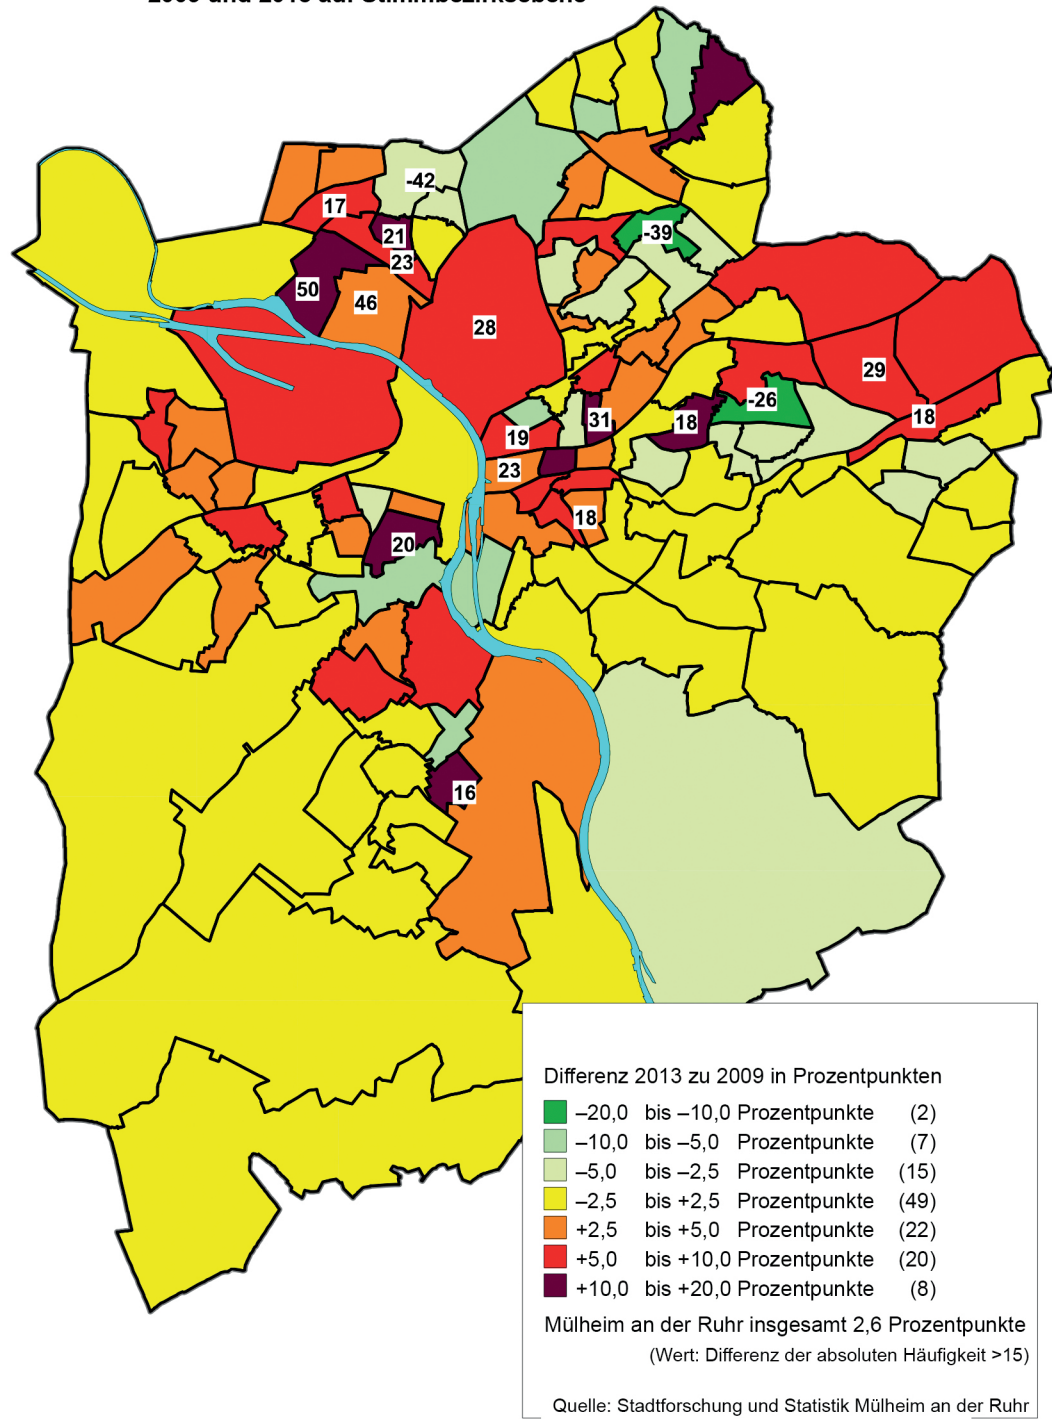 2009 und 2013 auf Stimmbezirksebene
-42
17
21
-39
23
50
46
28
29
-26
18
31
18
19
23
18
20
16
Differenz 2013 zu 2009 in Prozentpunkten
–20,0 bis –10,0 Prozentpunkte (2)
–10,0 bis –5,0 Prozentpunkte (7)
–5,0 bis –2,5 Prozentpunkte (15)
–2,5 bis +2,5 Prozentpunkte (49)
+2,5 bis +5,0 Prozentpunkte (22)
+5,0 bis +10,0 Prozentpunkte (20)
+10,0 bis +20,0 Prozentpunkte (8)
Mülheim an der Ruhr insgesamt 2,6 Prozentpunkte
(Wert: Differenz der absoluten Häufigkeit >15)
Quelle: Stadtforschung und Statistik Mülheim an der Ruhr